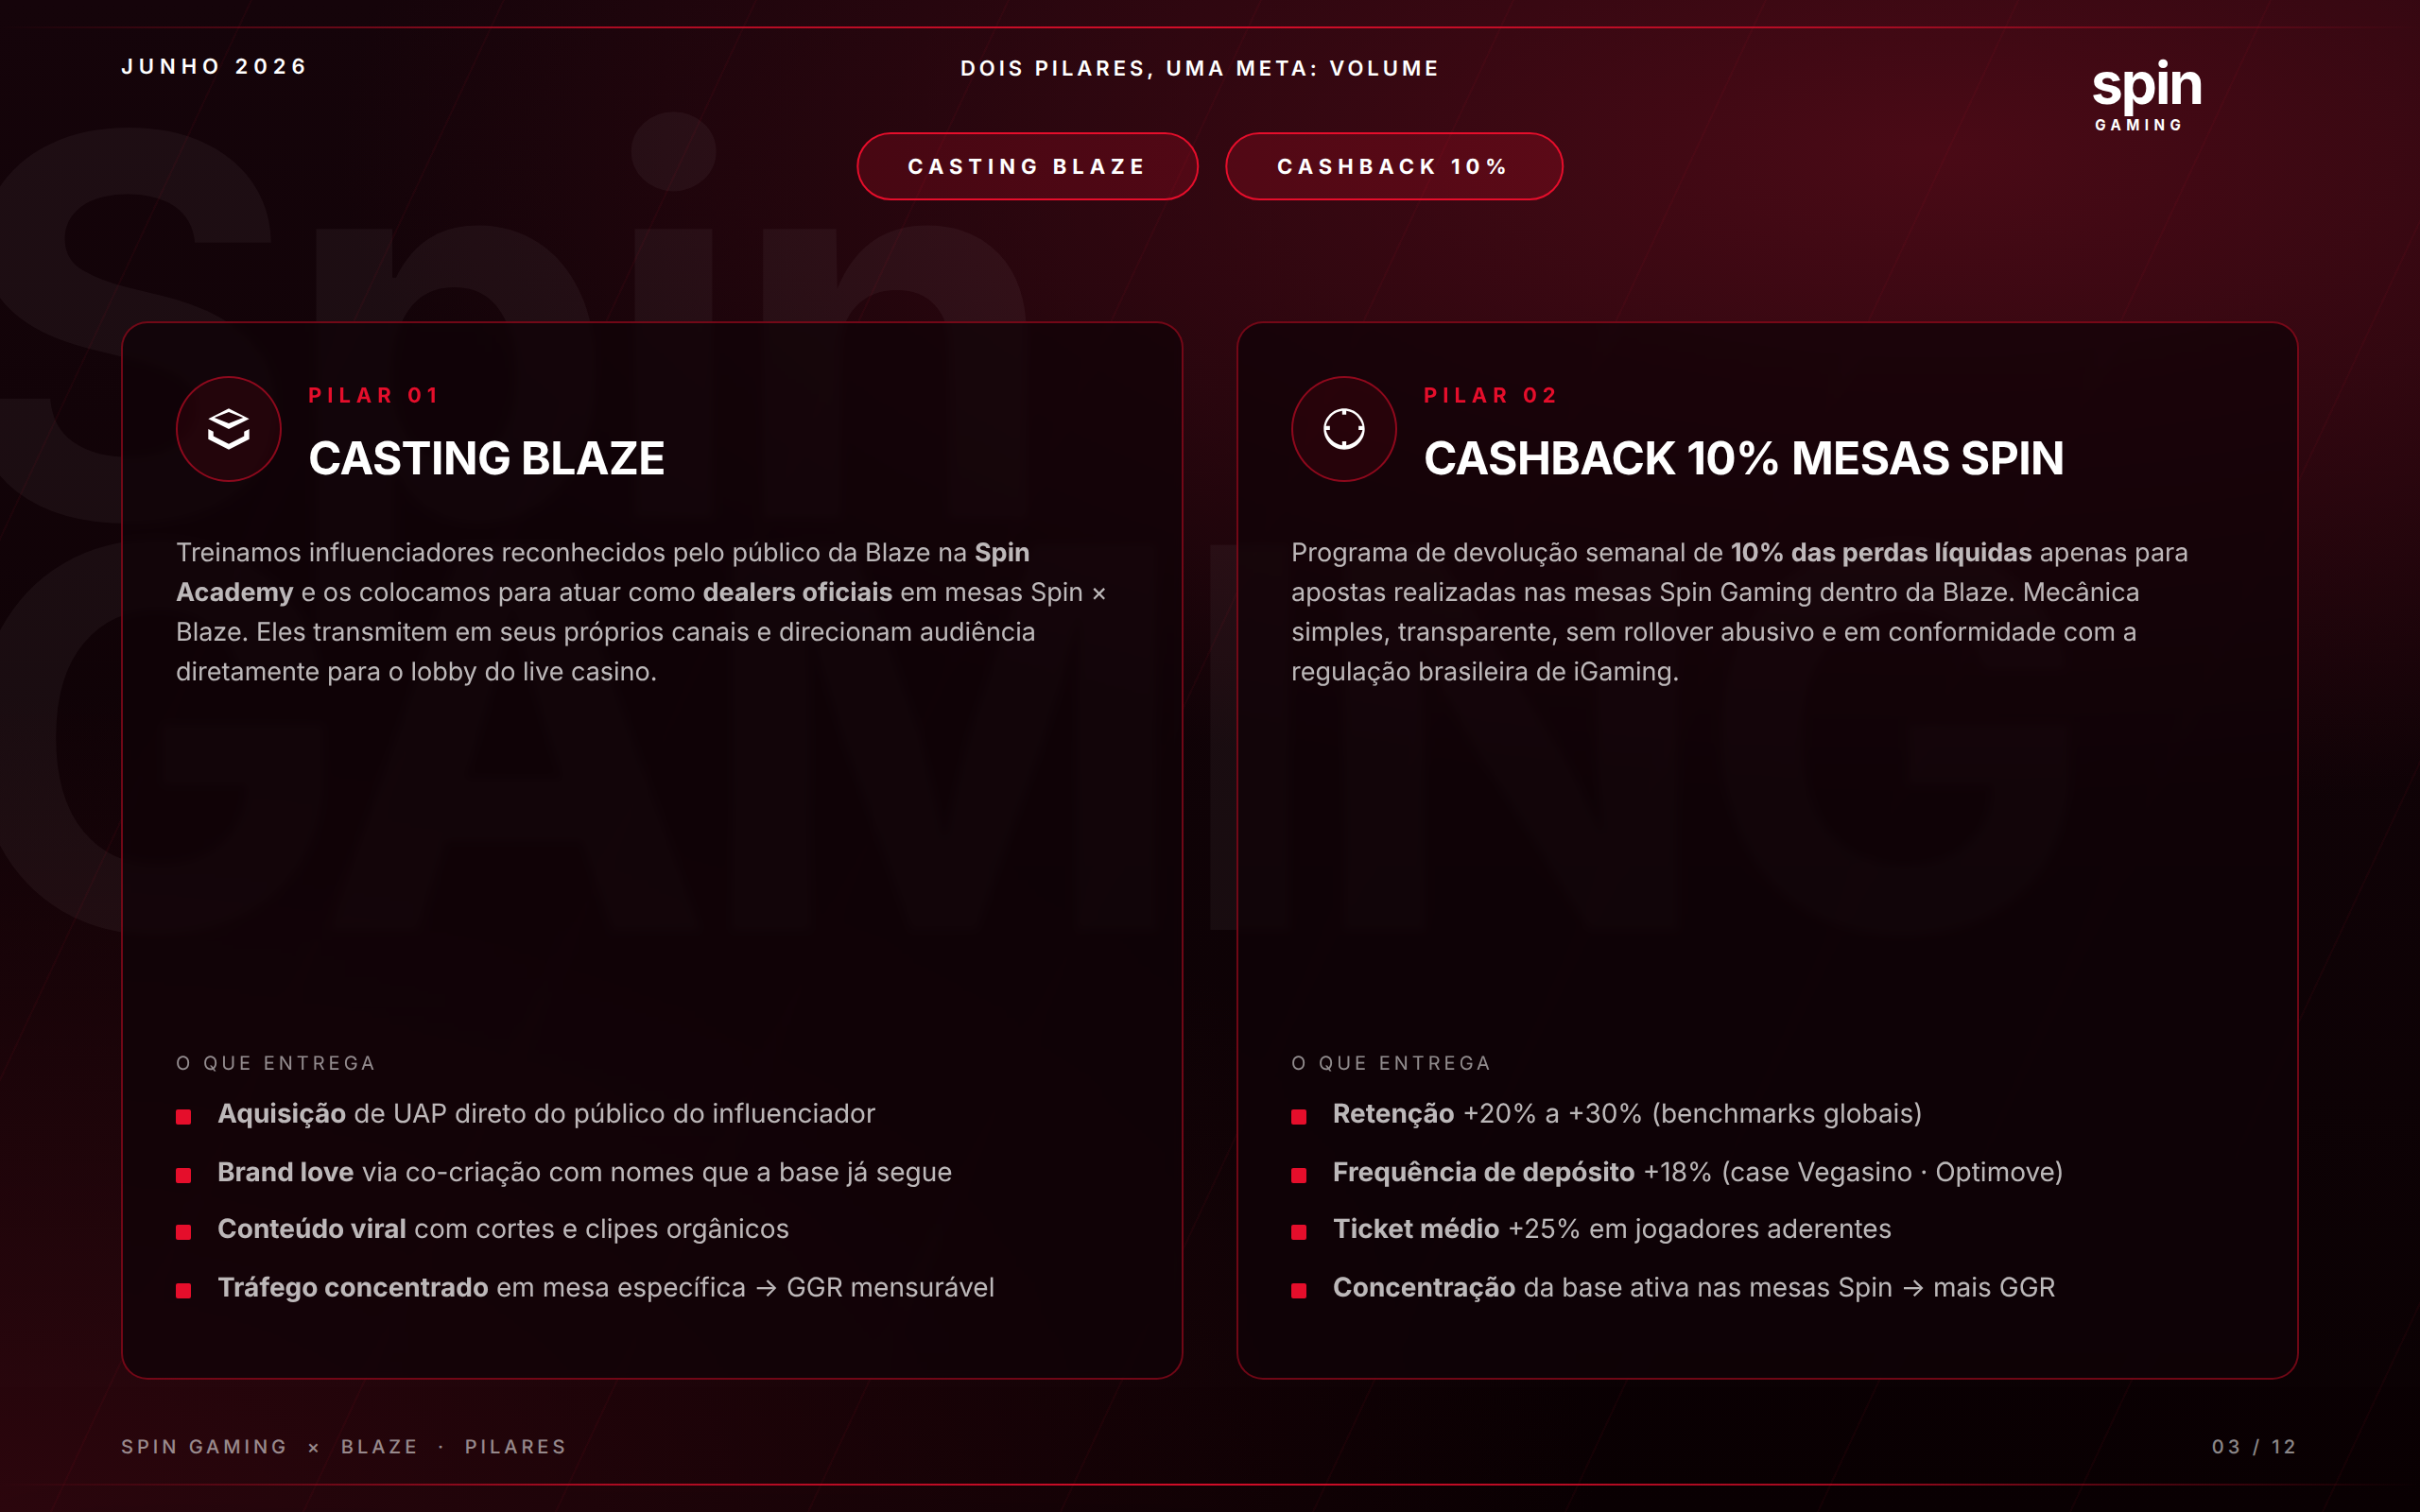 JUNHO 2026
DOIS PILARES, UMA META: VOLUME
spin
GAMING
CASTING BLAZE
CASHBACK 10%
Spin
GAMING
PILAR 01
CASTING BLAZE
Treinamos influenciadores reconhecidos pelo público da Blaze na Spin
Academy e os colocamos para atuar como dealers oficiais em mesas Spin ×
Blaze. Eles transmitem em seus próprios canais e direcionam audiência
diretamente para o lobby do live casino.
O QUE ENTREGA
Aquisição de UAP direto do público do influenciador
Brand love via co-criação com nomes que a base já segue
Conteúdo viral com cortes e clipes orgânicos
Tráfego concentrado em mesa específica → GGR mensurável
PILAR 02
CASHBACK 10% MESAS SPIN
Programa de devolução semanal de 10% das perdas líquidas apenas para
apostas realizadas nas mesas Spin Gaming dentro da Blaze. Mecânica
simples, transparente, sem rollover abusivo e em conformidade com a
regulação brasileira de iGaming.
O QUE ENTREGA
Retenção +20% a +30% (benchmarks globais)
Frequência de depósito +18% (case Vegasino · Optimove)
Ticket médio +25% em jogadores aderentes
Concentração da base ativa nas mesas Spin → mais GGR
SPIN GAMING × BLAZE · PILARES
03 / 12